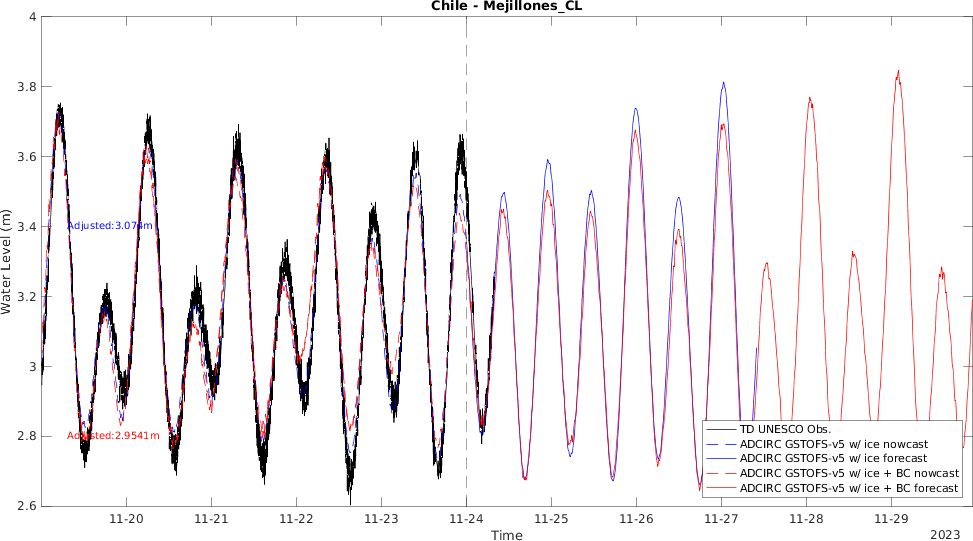 Chile - Mejillones_CL
4
3.8
3.6
3.4
3.2
3
2.8
2.6
Water Level (m)
Adjusted:3.074m
Adjusted:2.9541m
TD UNESCO Obs.
ADCIRC GSTOFS-v5 w/ ice nowcast
ADCIRC GSTOFS-v5 w/ ice forecast
ADCIRC GSTOFS-v5 w/ ice + BC nowcast
ADCIRC GSTOFS-v5 w/ ice + BC forecast
11-20 11-21 11-22 11-23 11-24 11-25 11-26 11-27 11-28 11-29
Time
2023